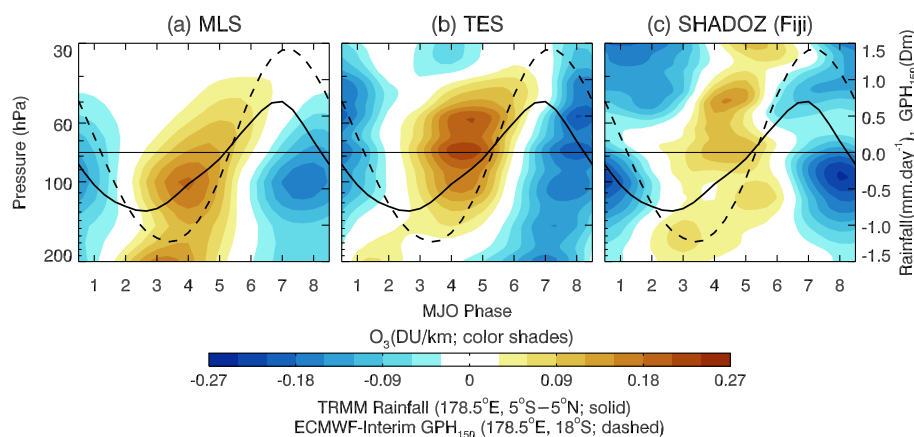 (a) MLS (b) TES (c) SHADOZ (Fiji)
30 1.5
1.0
60 0.5
0.0
100 -0.5
-1.0
200 -1.5
Pressure (hPa)
Rainfall(mm.day-1), GPH150(Dm)
1 2 3 4 5 6 7 8 1 2 3 4 5 6 7 8 1 2 3 4 5 6 7 8
MJO Phase
O3(DU/km; color shades)
-0.27 -0.18 -0.09 0 0.09 0.18 0.27
TRMM Rainfall (178.5°E, 5°S−5°N; solid)
ECMWF-Interim GPH150 (178.5°E, 18°S; dashed)